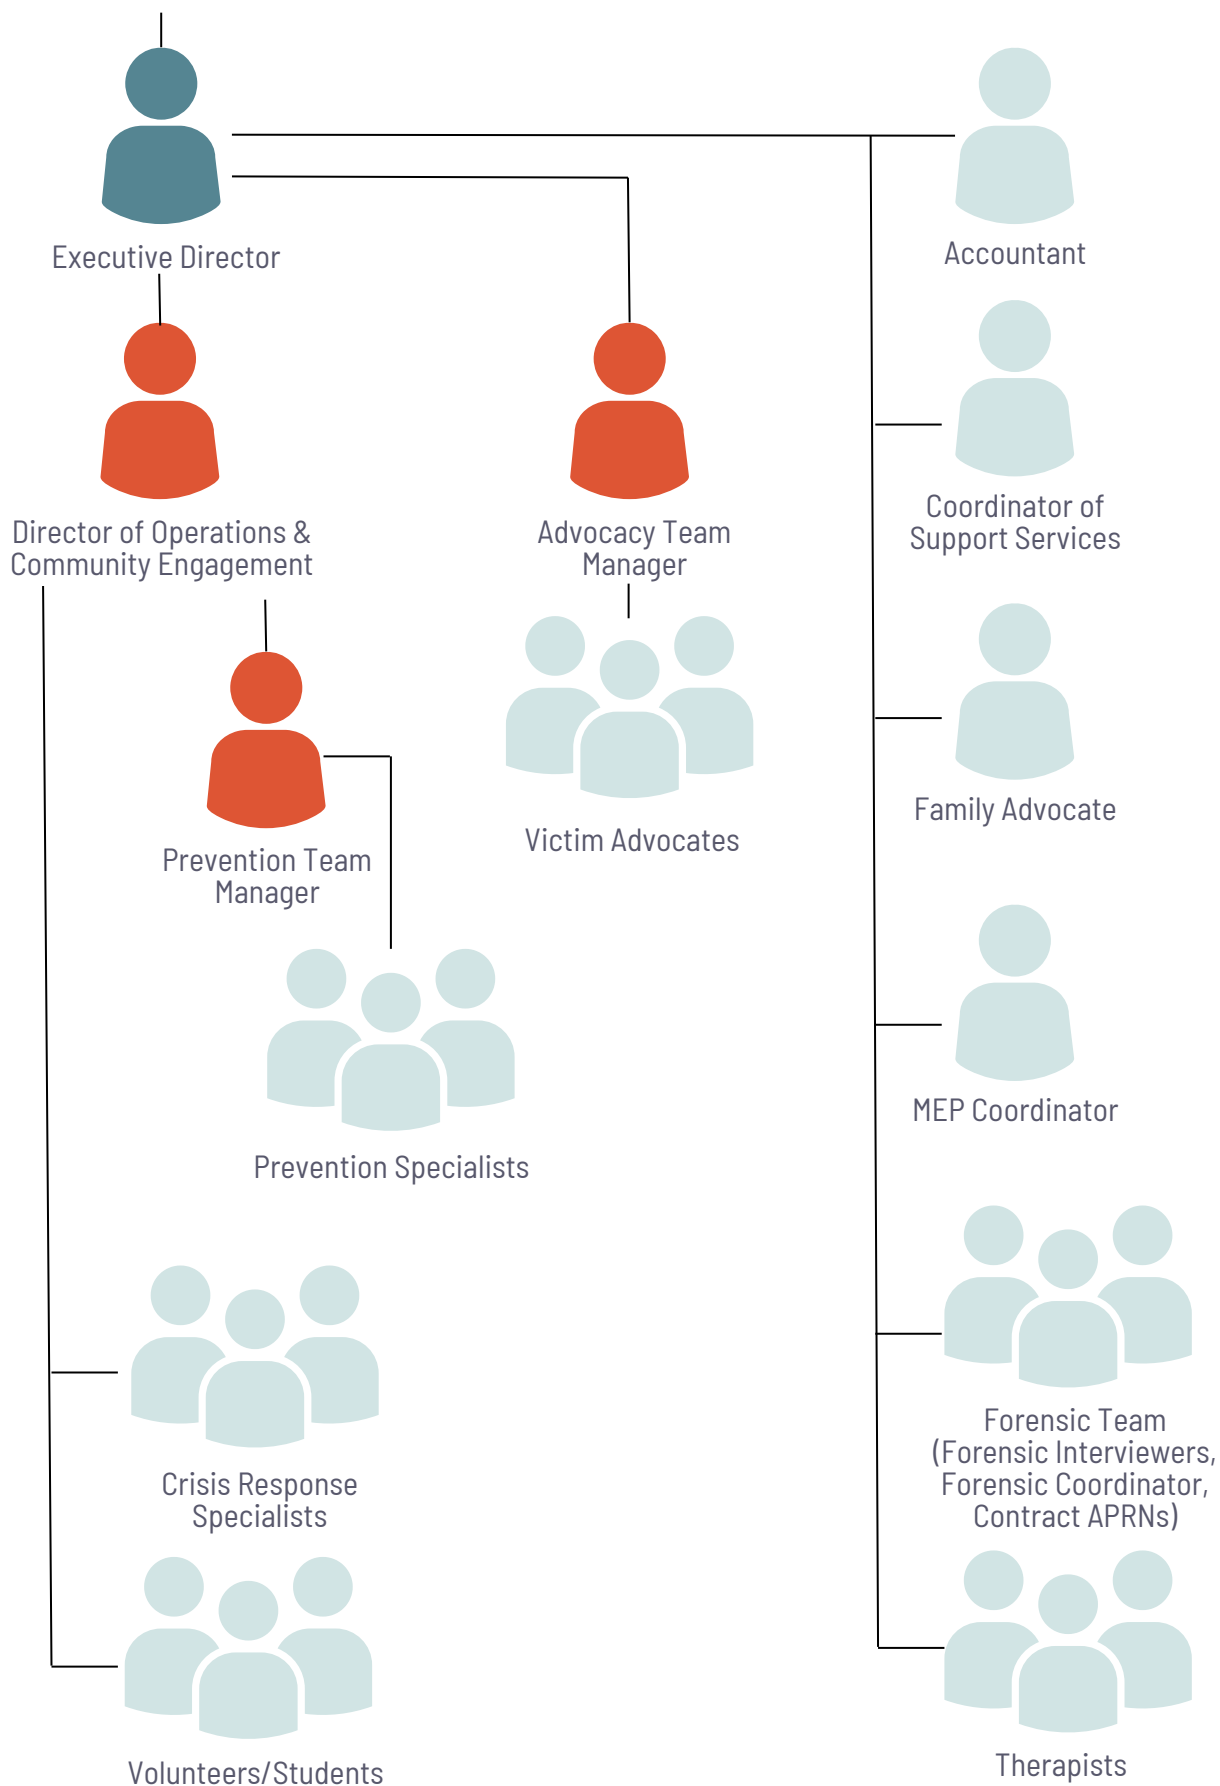 Executive Director
Accountant
Director of Operations &
Community Engagement
Advocacy Team
Manager
Coordinator of
Support Services
Prevention Team
Manager
Victim Advocates
Family Advocate
Prevention Specialists
MEP Coordinator
Crisis Response
Specialists
Forensic Team
(Forensic Interviewers,
Forensic Coordinator,
Contract APRNs)
Volunteers/Students
Therapists